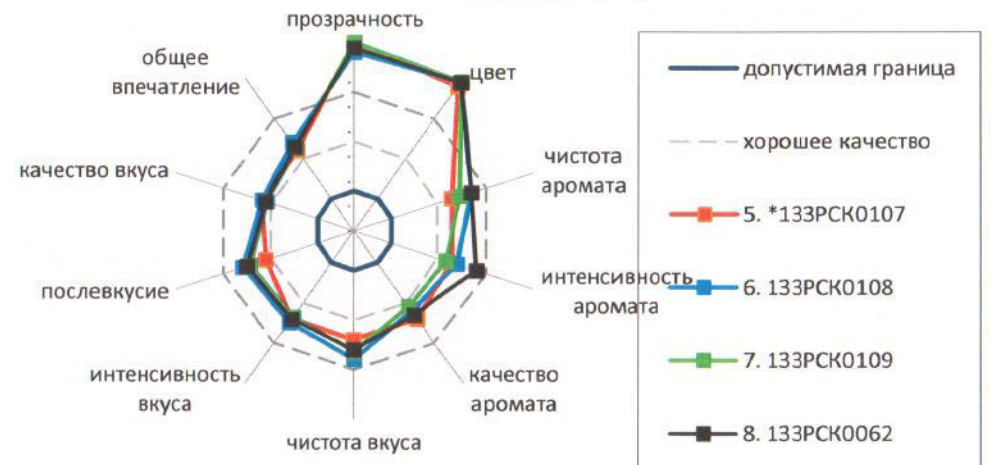 прозрачность
общее
впечатление
цвет
качество вкуса
чистота
аромата
послевкусие
интенсивность
аромата
интенсивность
вкуса
качество
аромата
чистота вкуса
допустимая граница
хорошее качество
5. *133РСК0107
6. 133РСК0108
7. 133РСК0109
8. 133РСК0062